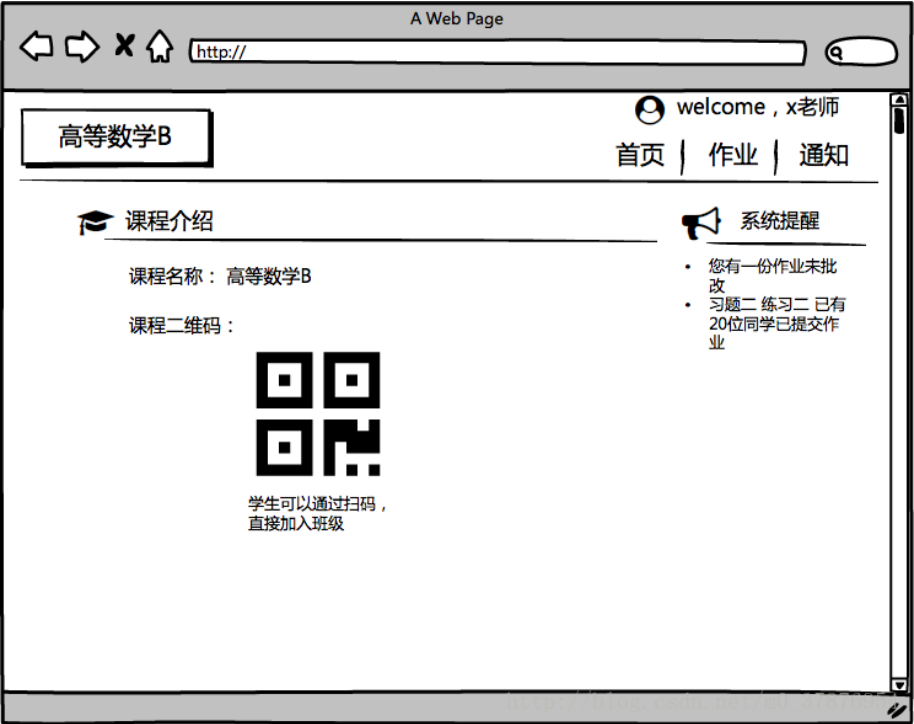 A Web Page
http://
welcome，x老师
高等数学B
首页 | 作业 | 通知
课程介绍
系统提醒
课程名称： 高等数学B
• 您有一份作业未批
改
• 习题二 练习二 已有
20位同学已提交作
业
课程二维码：
学生可以通过扫码，
直接加入班级